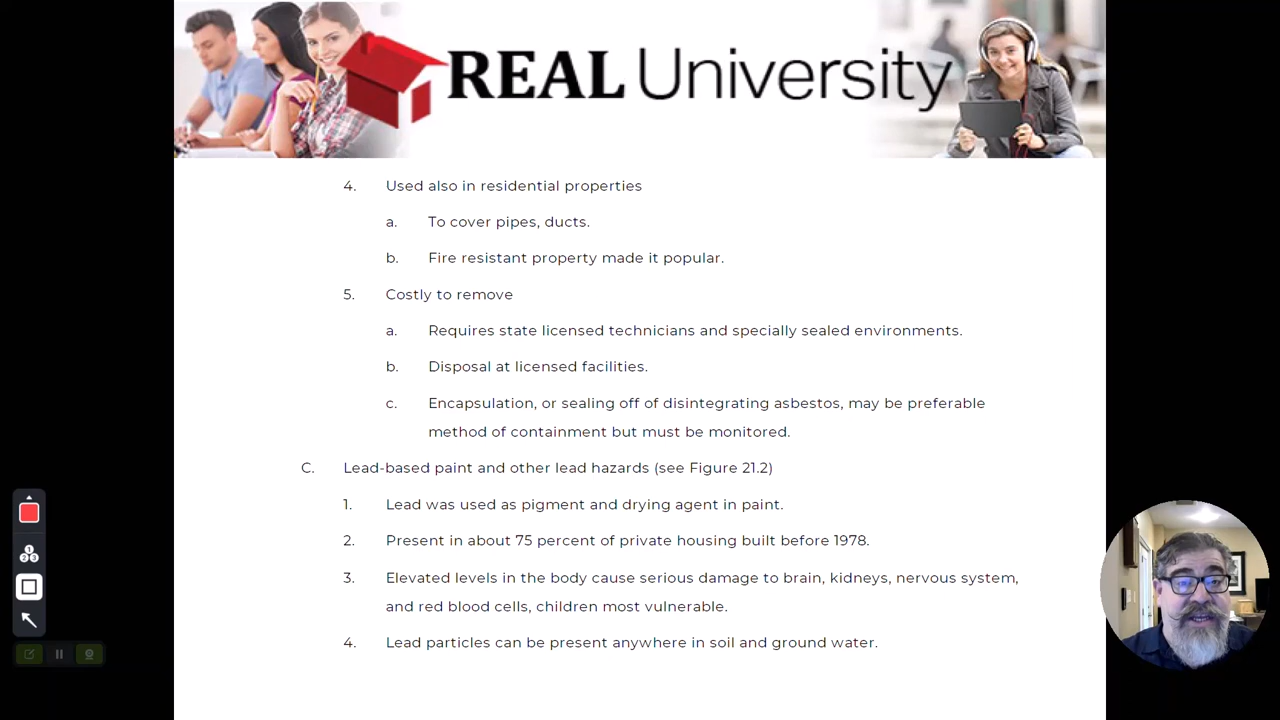 REAL University
4. Used also in residential properties
a. To cover pipes, ducts.
b. Fire resistant property made it popular.
5. Costly to remove
a. Requires state licensed technicians and specially sealed environments.
b. Disposal at licensed facilities.
c. Encapsulation, or sealing off of disintegrating asbestos, may be preferable
method of containment but must be monitored.
C. Lead-based paint and other lead hazards (see Figure 21.2)
1. Lead was used as pigment and drying agent in paint.
2. Present in about 75 percent of private housing built before 1978.
3. Elevated levels in the body cause serious damage to brain, kidneys, nervous system,
and red blood cells, children most vulnerable.
4. Lead particles can be present anywhere in soil and ground water.